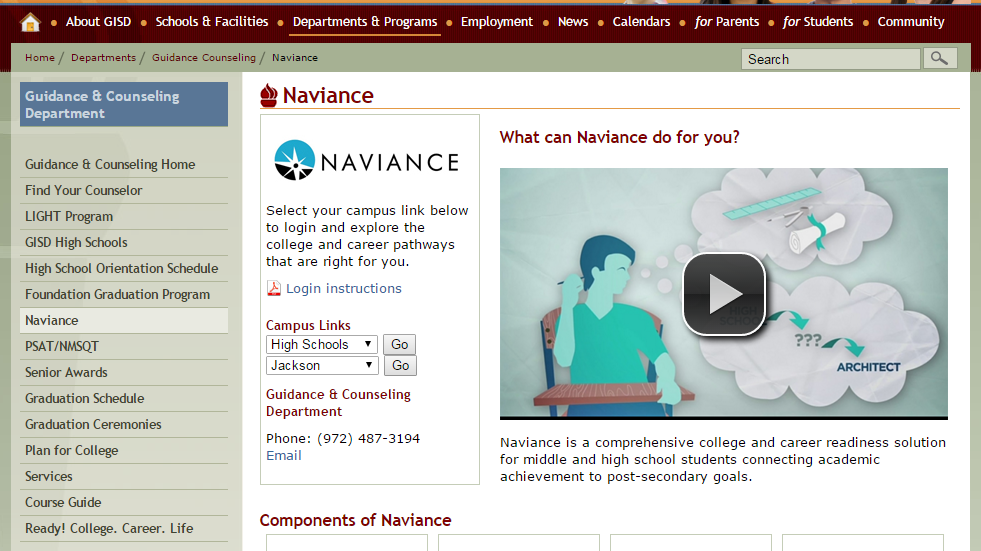 About GISD Schools & Facilities Departments & Programs Employment News Calendars for Parents for Students Community
Home / Departments / Guidance Counseling / Naviance
Search
Guidance & Counseling
Department
Guidance & Counseling Home
Find Your Counselor
LIGHT Program
GISD High Schools
High School Orientation Schedule
Foundation Graduation Program
Naviance
PSAT/NMSQT
Senior Awards
Graduation Schedule
Graduation Ceremonies
Plan for College
Services
Course Guide
Ready! College. Career. Life
Naviance
NAVIANCE
Select your campus link below
to login and explore the
college and career pathways
that are right for you.
Login instructions
Campus Links
High Schools Go
Jackson Go
Guidance & Counseling
Department
Phone: (972) 487-3194
Email
What can Naviance do for you?
HIGH
SCHOOL
???
ARCHITECT
Naviance is a comprehensive college and career readiness solution
for middle and high school students connecting academic
achievement to post-secondary goals.
Components of Naviance